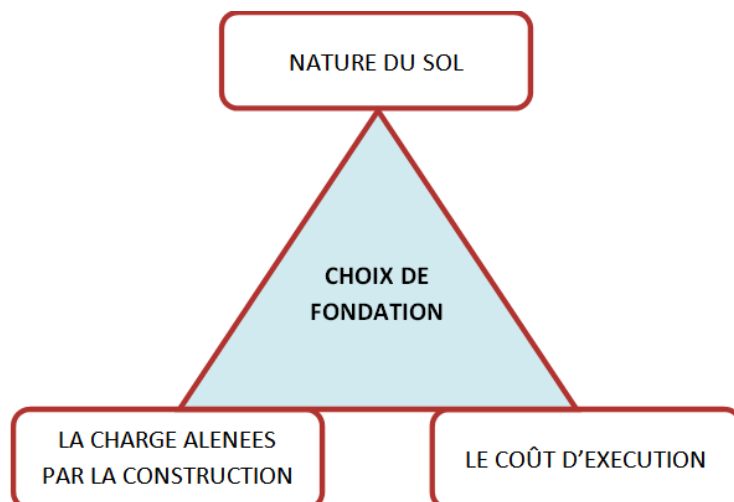 NATURE DU SOL
CHOIX DE
FONDATION
LA CHARGE ALENEES
PAR LA CONSTRUCTION
LE COÛT D’EXECUTION